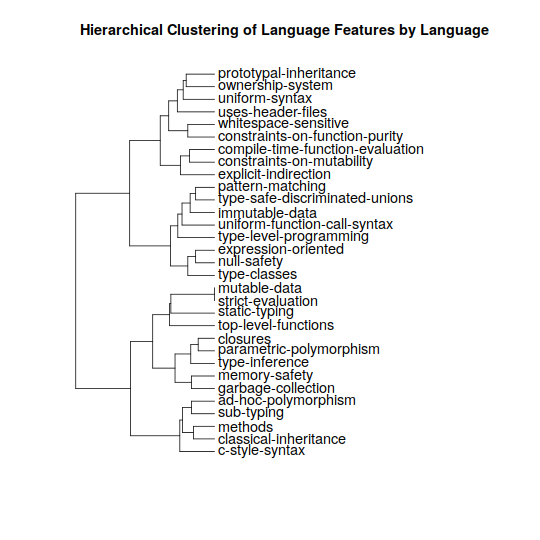 Hierarchical Clustering of Language Features by Language
prototypal-inheritance
ownership-system
uniform-syntax
uses-header-files
whitespace-sensitive
constraints-on-function-purity
compile-time-function-evaluation
constraints-on-mutability
explicit-indirection
pattern-matching
type-safe-discriminated-unions
immutable-data
uniform-function-call-syntax
type-level-programming
expression-oriented
null-safety
type-classes
mutable-data
strict-evaluation
static-typing
top-level-functions
closures
parametric-polymorphism
type-inference
memory-safety
garbage-collection
ad-hoc-polymorphism
sub-typing
methods
classical-inheritance
c-style-syntax